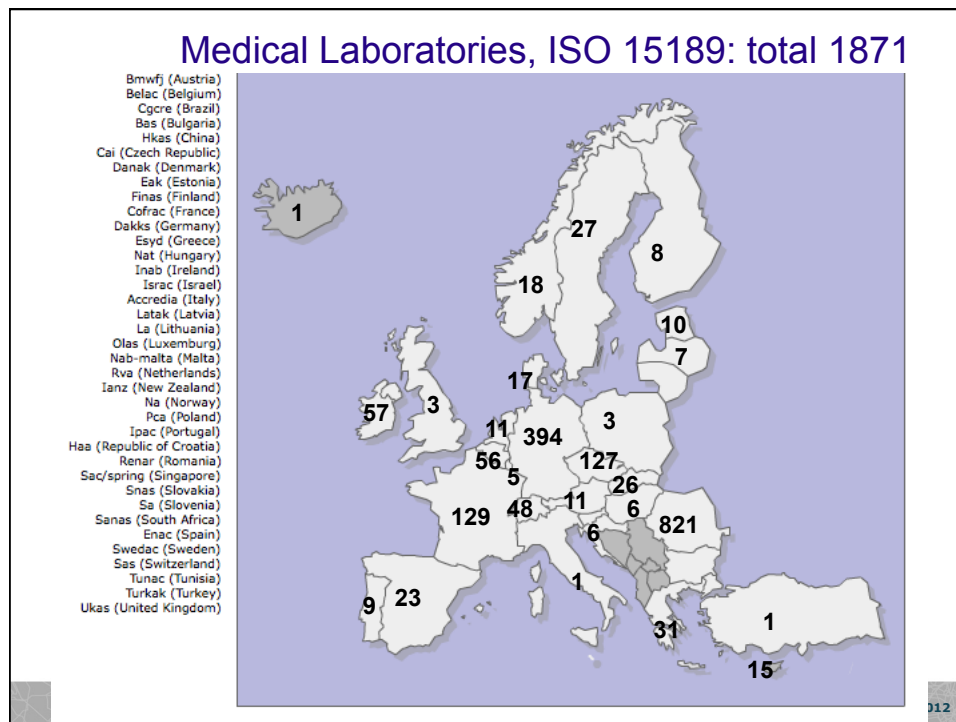 Medical Laboratories, ISO 15189: total 1871
Bmwfj (Austria)
Belac (Belgium)
Cgcre (Brazil)
Bas (Bulgaria)
Hkas (China)
Cai (Czech Republic)
Danak (Denmark)
Eak (Estonia)
Finas (Finland)
Cofrac (France)
Dakks (Germany)
Esyd (Greece)
Nat (Hungary)
Inab (Ireland)
Israc (Israel)
Accredia (Italy)
Latak (Latvia)
La (Lithuania)
Olas (Luxemburg)
Nab-malta (Malta)
Rva (Netherlands)
Ianz (New Zealand)
Na (Norway)
Pca (Poland)
Ipac (Portugal)
Haa (Republic of Croatia)
Renar (Romania)
Sac/spring (Singapore)
Snas (Slovakia)
Sa (Slovenia)
Sanas (South Africa)
Enac (Spain)
Swedac (Sweden)
Sas (Switzerland)
Tunac (Tunisia)
Turkak (Turkey)
Ukas (United Kingdom)
1
27
8
18
10
7
17
3
57
3
11
394
56
127
5
26
48
11
6
129
821
6
1
23
9
31
1
15
012